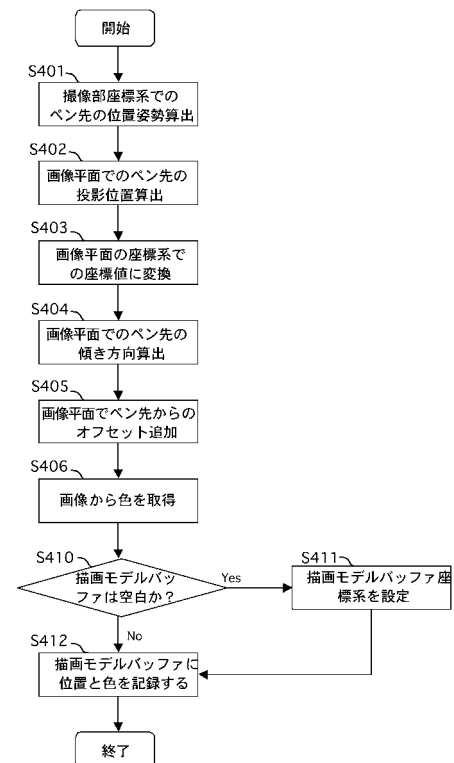 開始
S401
撮像部座標系での
ペン先の位置姿勢算出
S402
画像平面でのペン先の
投影位置算出
S403
画像平面の座標系で
の座標値に変換
S404
画像平面でのペン先の
傾き方向算出
S405
画像平面でペン先からの
オフセット追加
S406
画像から色を取得
S410
描画モデルバッ
ファは空白か？
Yes
S411
描画モデルバッファ座
標系を設定
No
S412
描画モデルバッファに
位置と色を記録する
終了